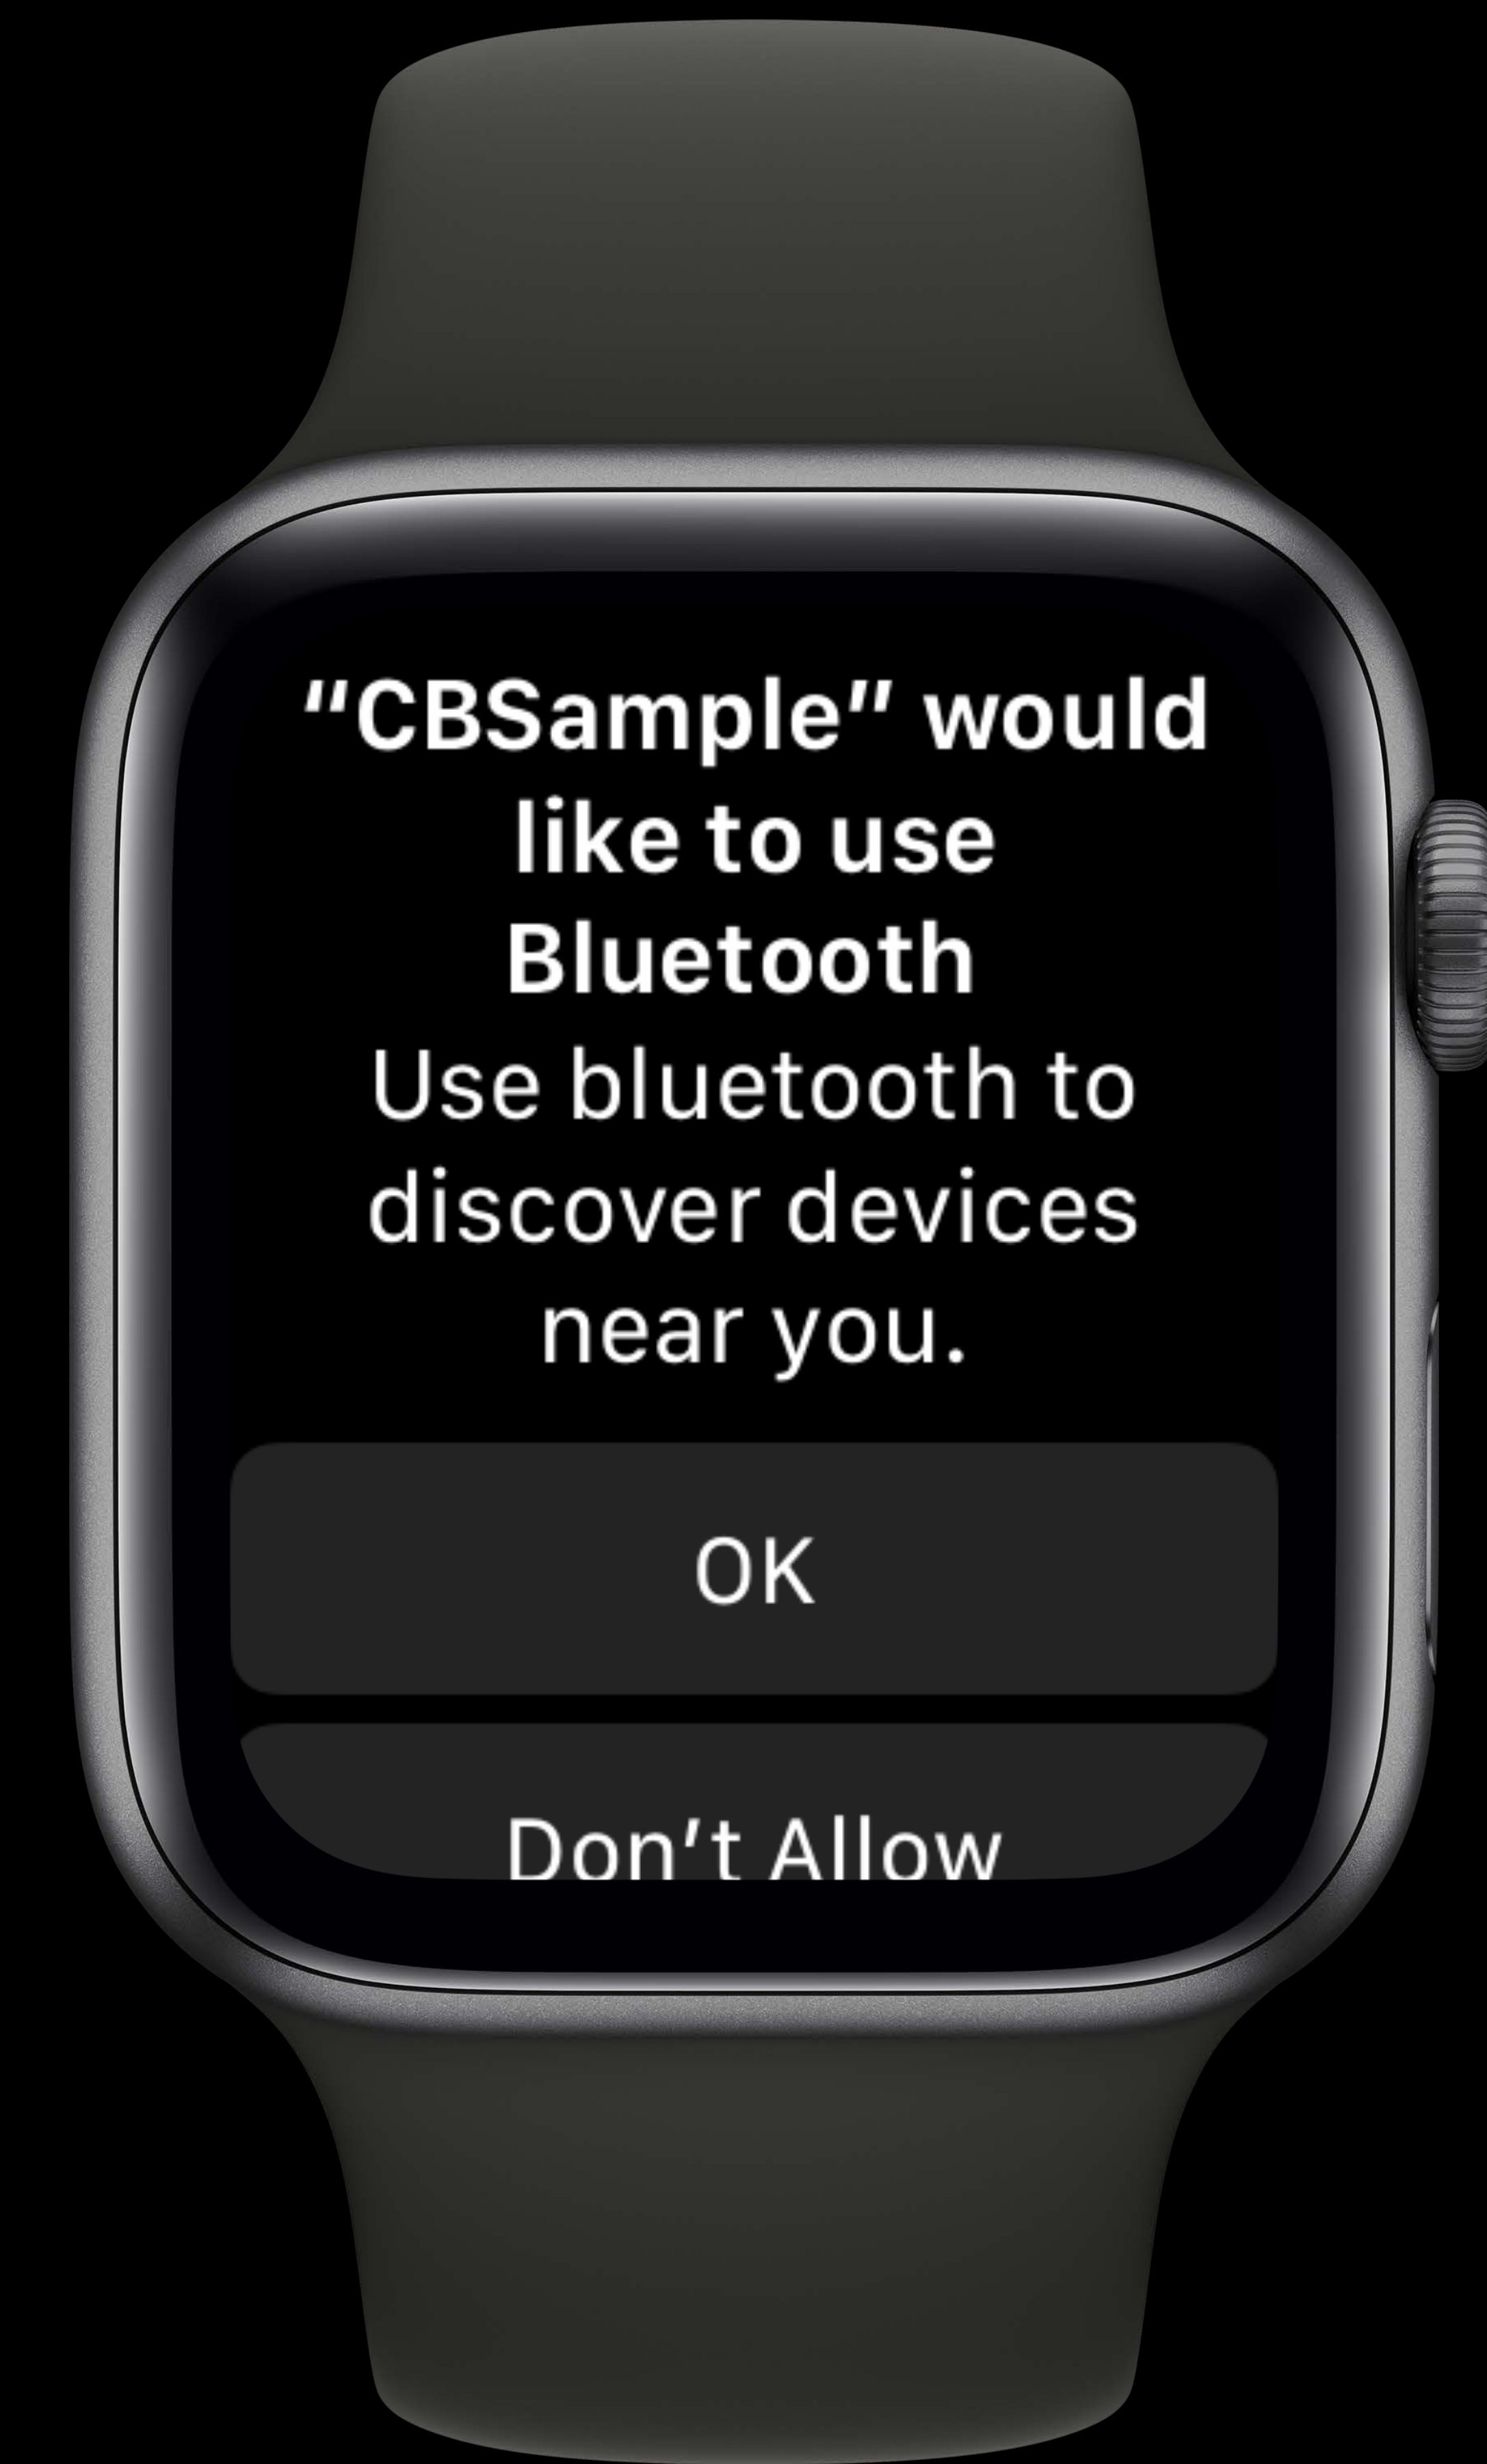 “CBSample” would
like to use
Bluetooth
Use bluetooth to
discover devices
near you.
OK
Don’t Allow